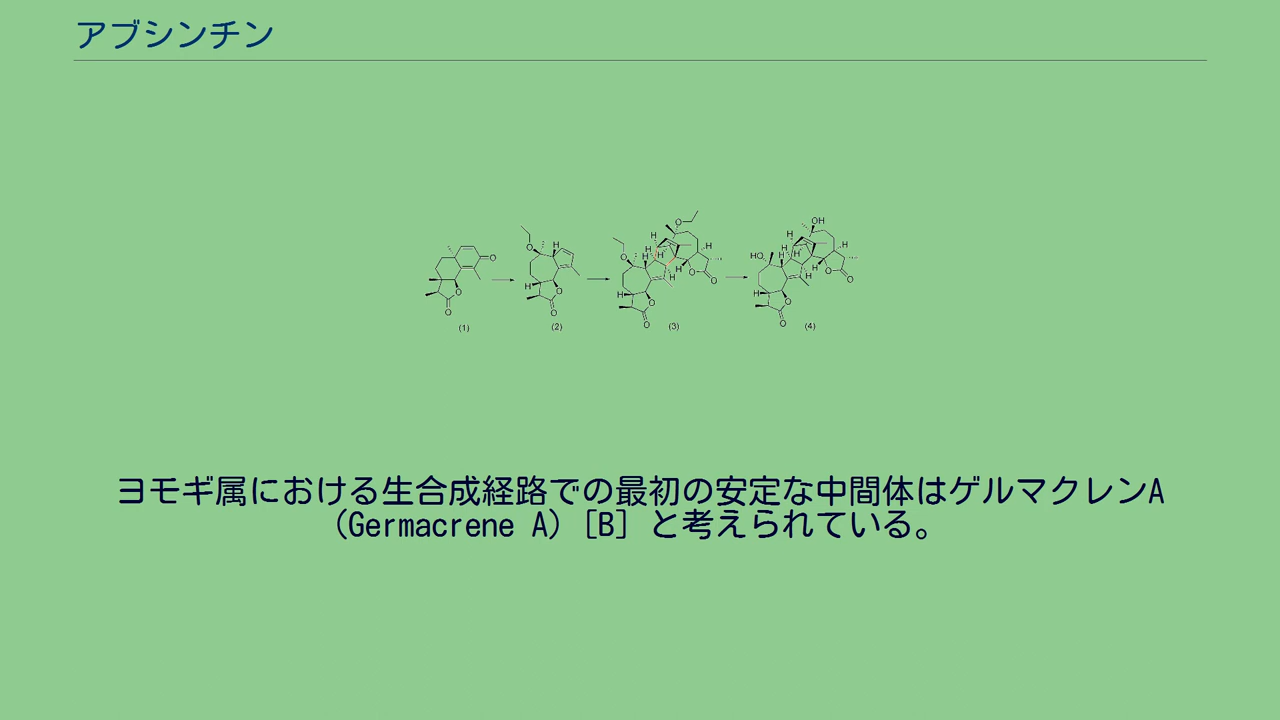 アブシンチン
O
O
O
(1)
O
H
H
O
O
(2)
O
O
H
H
H
H
H
H
H
H
O
O
O
O
(3)
OH
HO
H
H
H
H
H
H
H
O
O
O
O
(4)
ヨモギ属における生合成経路での最初の安定な中間体はゲルマクレンA
(Germacrene A) [B] と考えられている。